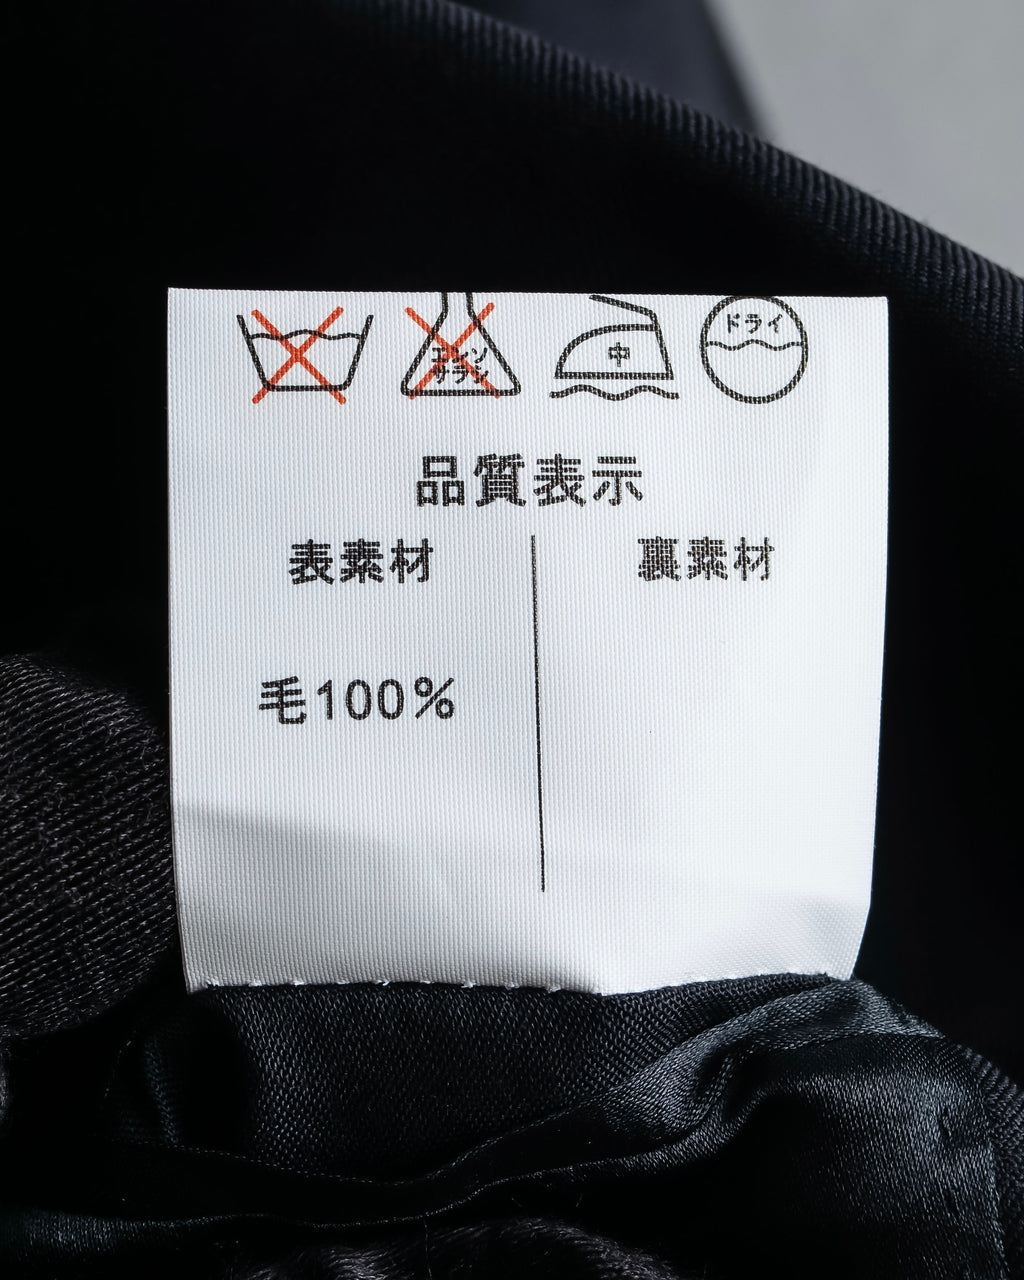 エンソ
サラシ
中
ドライ
品質表示
表素材 裏素材
毛100%